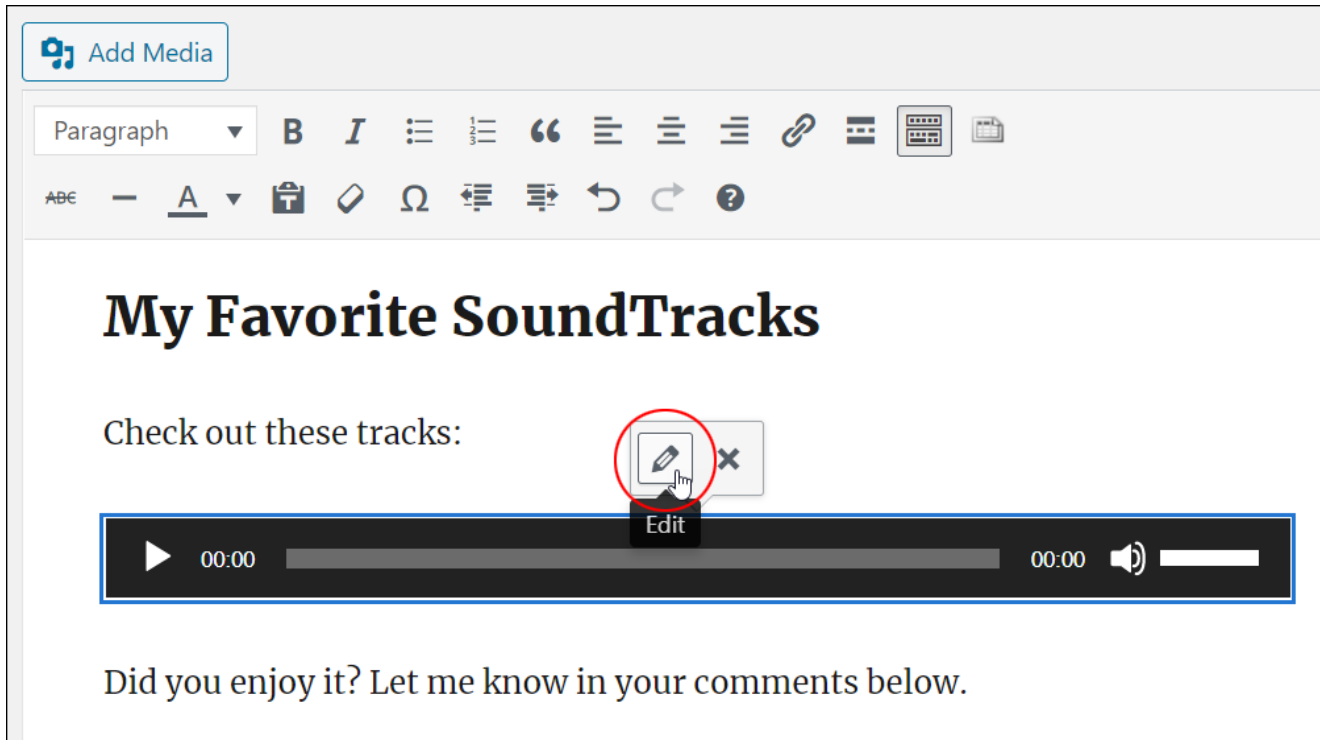 Add Media
Paragraph B I
ABC A Ω
My Favorite SoundTracks
Check out these tracks:
Edit
00:00 00:00
Did you enjoy it? Let me know in your comments below.